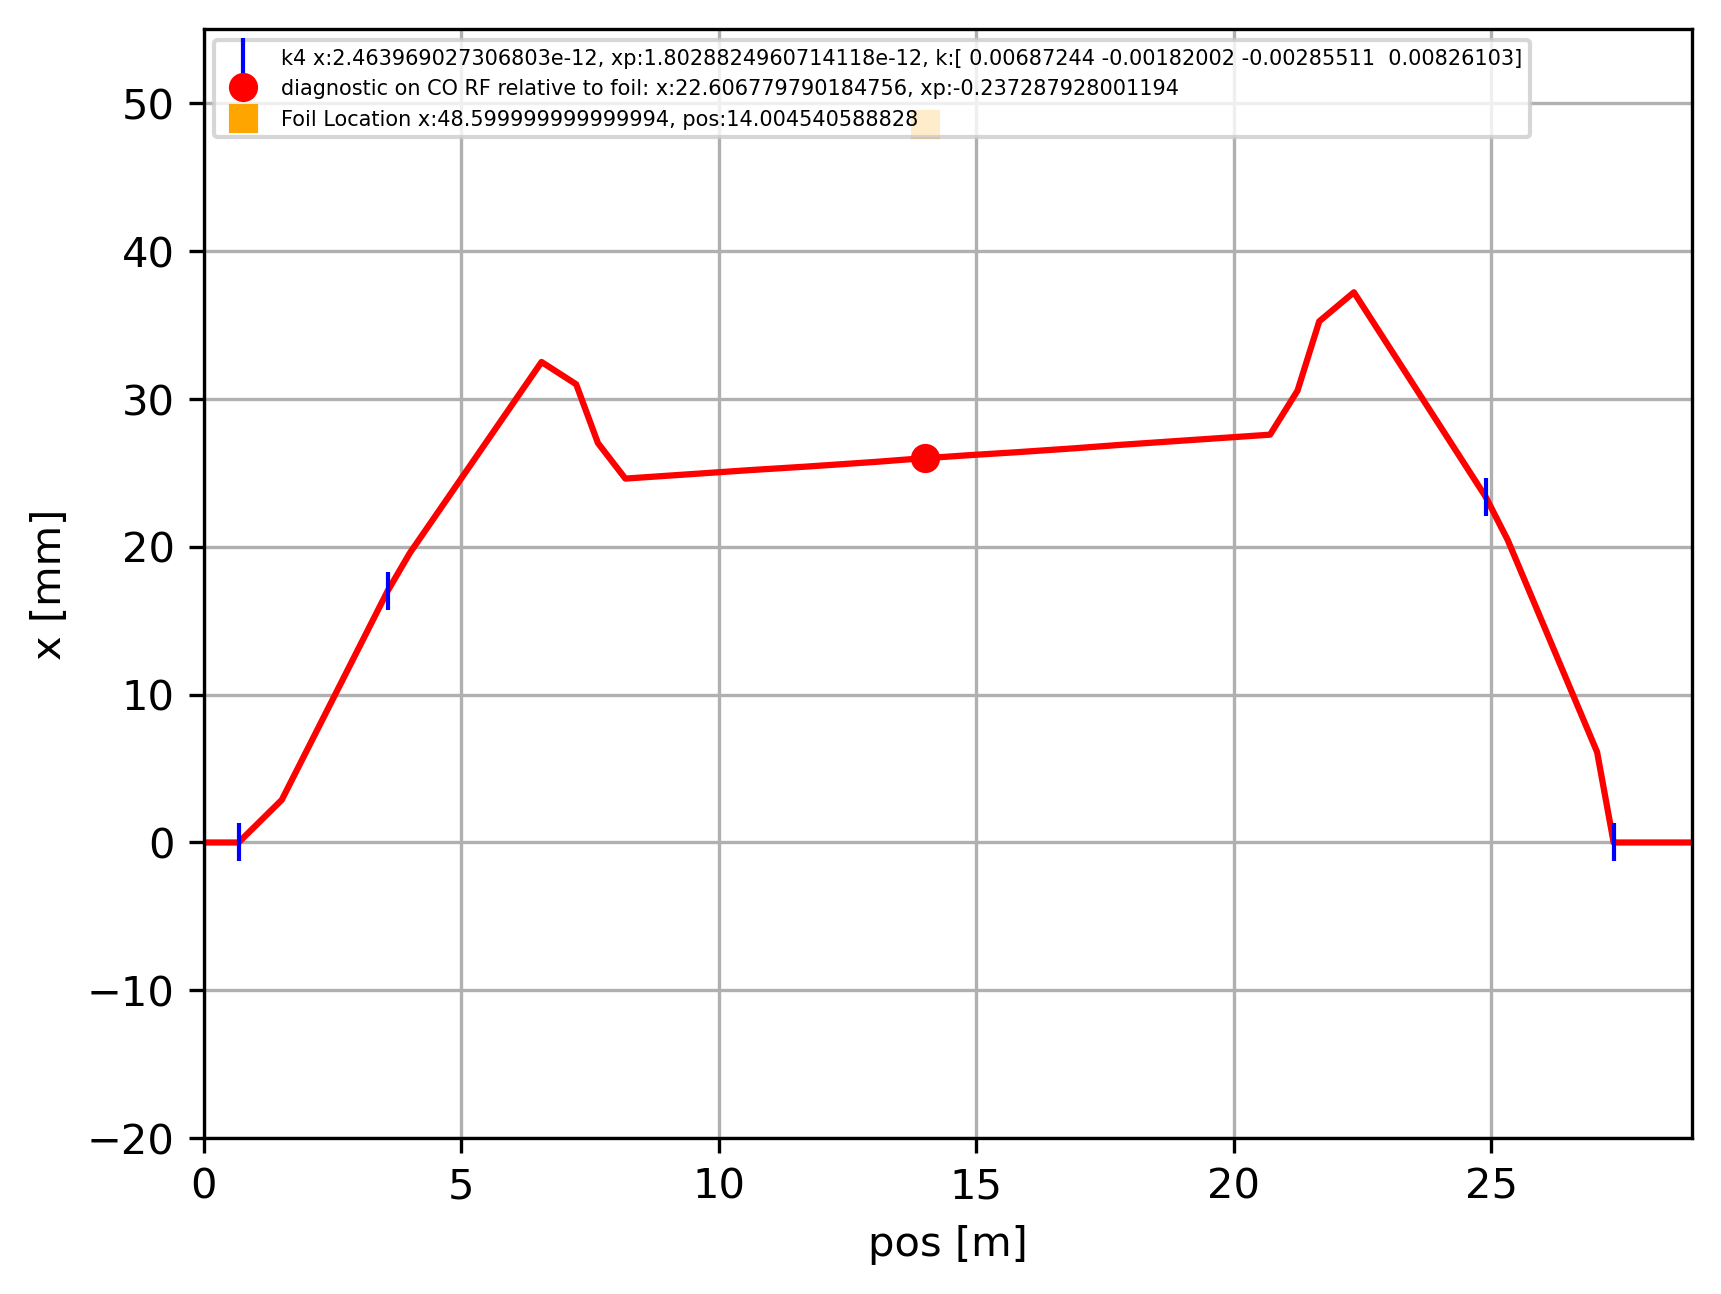 k4 x:2.463969027306803e-12, xp:1.8028824960714118e-12, k:[ 0.00687244 -0.00182002 -0.00285511  0.00826103]
diagnostic on CO RF relative to foil: x:22.606779790184756, xp:-0.237287928001194
Foil Location x:48.599999999999994, pos:14.004540588828
50
40
30
20
10
0
−10
−20
x [mm]
0 5 10 15 20 25
pos [m]